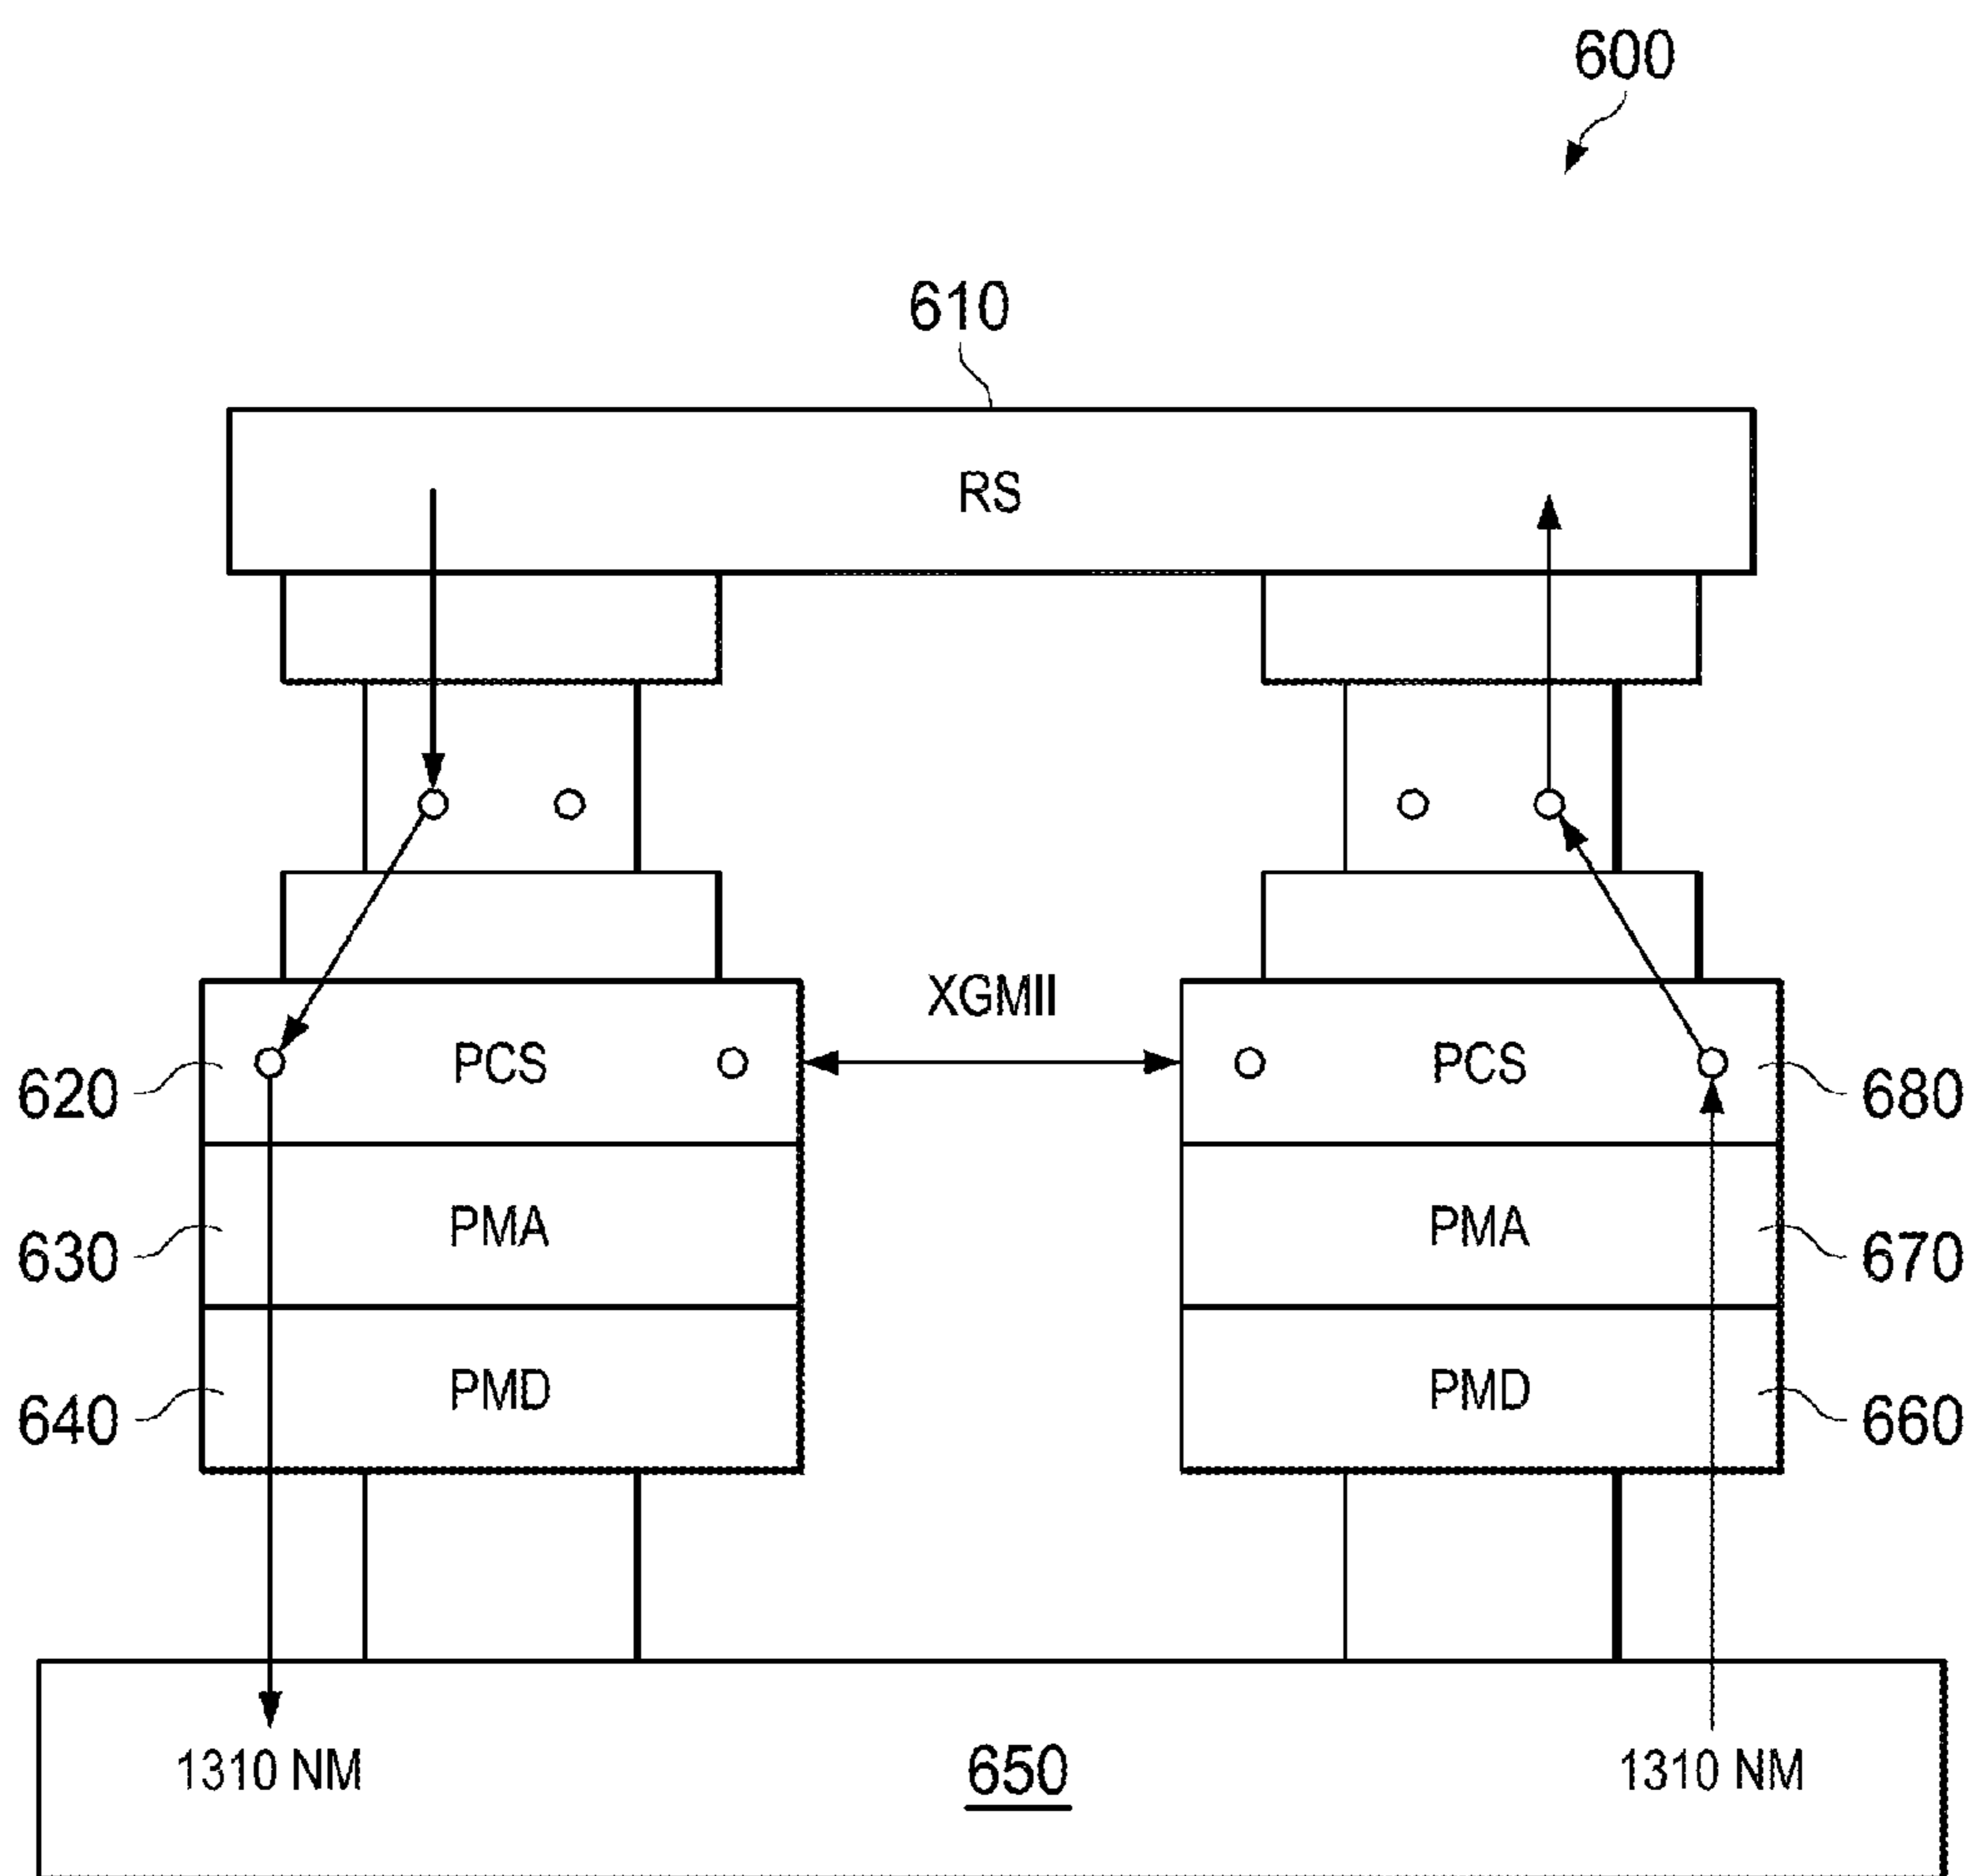 600
610
RS
XGMII
620 PCS PCS 680
630 PMA PMA 670
640 PMD PMD 660
1310 NM 650 1310 NM